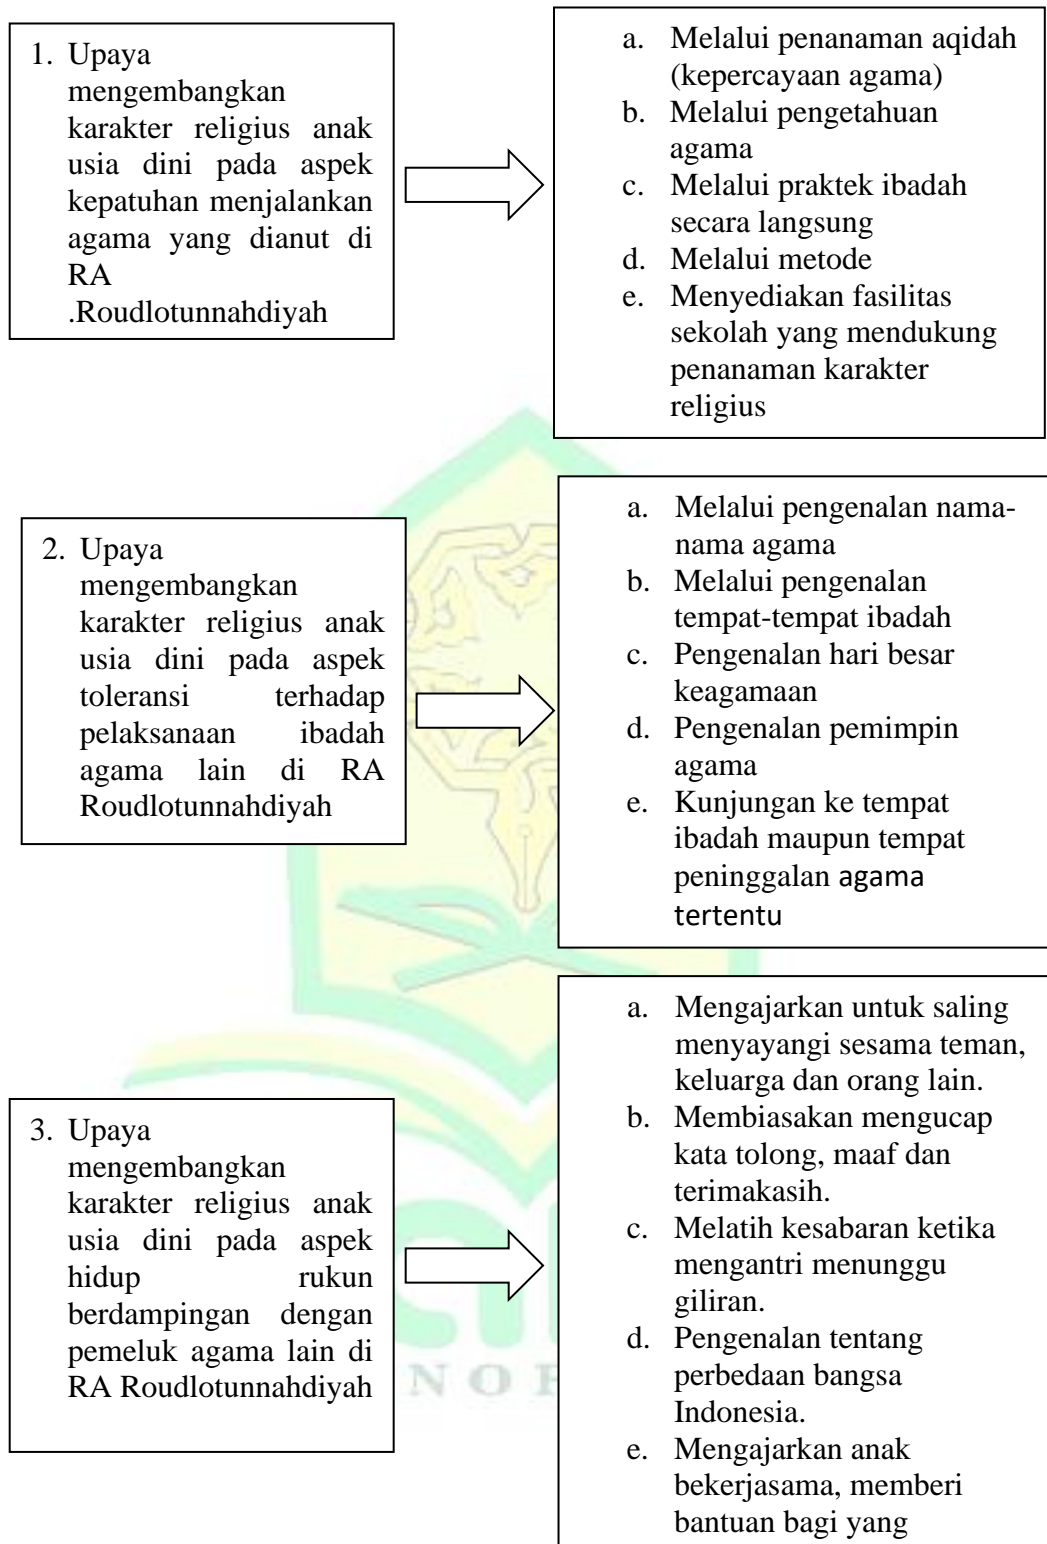 1. Upaya
mengembangkan
karakter religius anak
usia dini pada aspek
kepatuhan menjalankan
agama yang dianut di
RA
.Roudlotunnahdiyah
a. Melalui penanaman aqidah
(kepercayaan agama)
b. Melalui pengetahuan
agama
c. Melalui praktek ibadah
secara langsung
d. Melalui metode
e. Menyediakan fasilitas
sekolah yang mendukung
penanaman karakter
religius
2. Upaya
mengembangkan
karakter religius anak
usia dini pada aspek
toleransi terhadap
pelaksanaan ibadah
agama lain di RA
Roudlotunnahdiyah
a. Melalui pengenalan nama-
nama agama
b. Melalui pengenalan
tempat-tempat ibadah
c. Pengenalan hari besar
keagamaan
d. Pengenalan pemimpin
agama
e. Kunjungan ke tempat
ibadah maupun tempat
peninggalan agama
tertentu
3. Upaya
mengembangkan
karakter religius anak
usia dini pada aspek
hidup rukun
berdampingan dengan
pemeluk agama lain di
RA Roudlotunnahdiyah
a. Mengajarkan untuk saling
menyayangi sesama teman,
keluarga dan orang lain.
b. Membiasakan mengucap
kata tolong, maaf dan
terimakasih.
c. Melatih kesabaran ketika
mengantri menunggu
giliran.
d. Pengenalan tentang
perbedaan bangsa
Indonesia.
e. Mengajarkan anak
bekerjasama, memberi
bantuan bagi yang